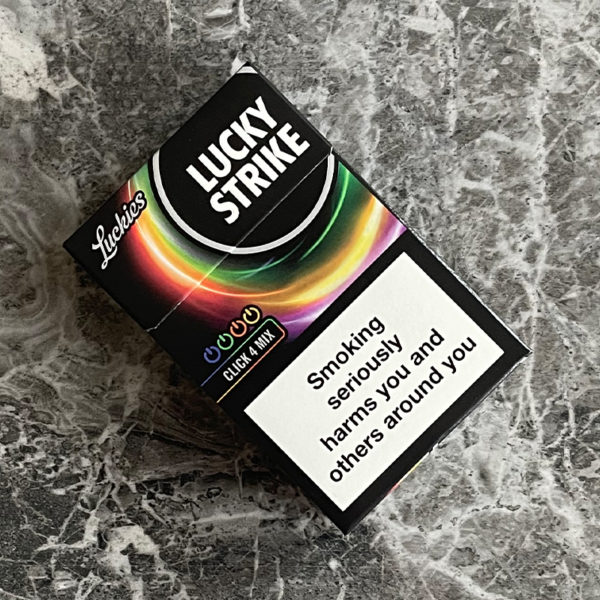 LUCKY
STRIKE
Luckies
CLICK 4 MIX
Smoking
seriously
harms you and
others around you